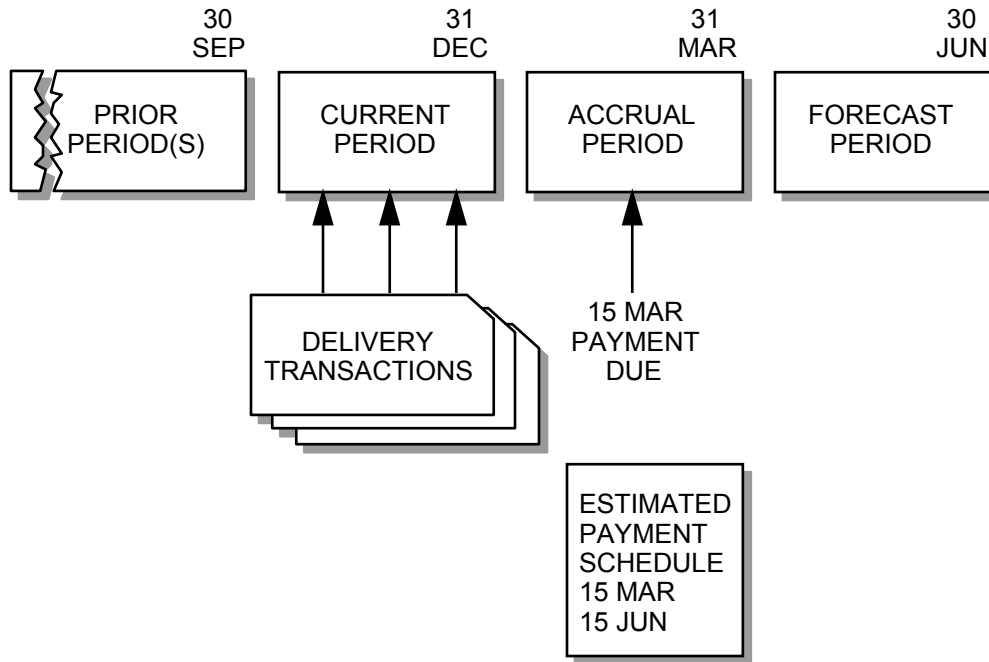 30
SEP
31
DEC
31
MAR
30
JUN
PRIOR
PERIOD(S)
CURRENT
PERIOD
ACCRUAL
PERIOD
FORECAST
PERIOD
DELIVERY
TRANSACTIONS
15 MAR
PAYMENT
DUE
ESTIMATED
PAYMENT
SCHEDULE
15 MAR
15 JUN